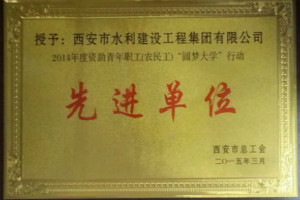 授予：西安市水利建设工程集团有限公司
2014年度资助青年职工(农民工)“圆梦大学”行动
先进单位
西安市总工会
二〇一五年三月